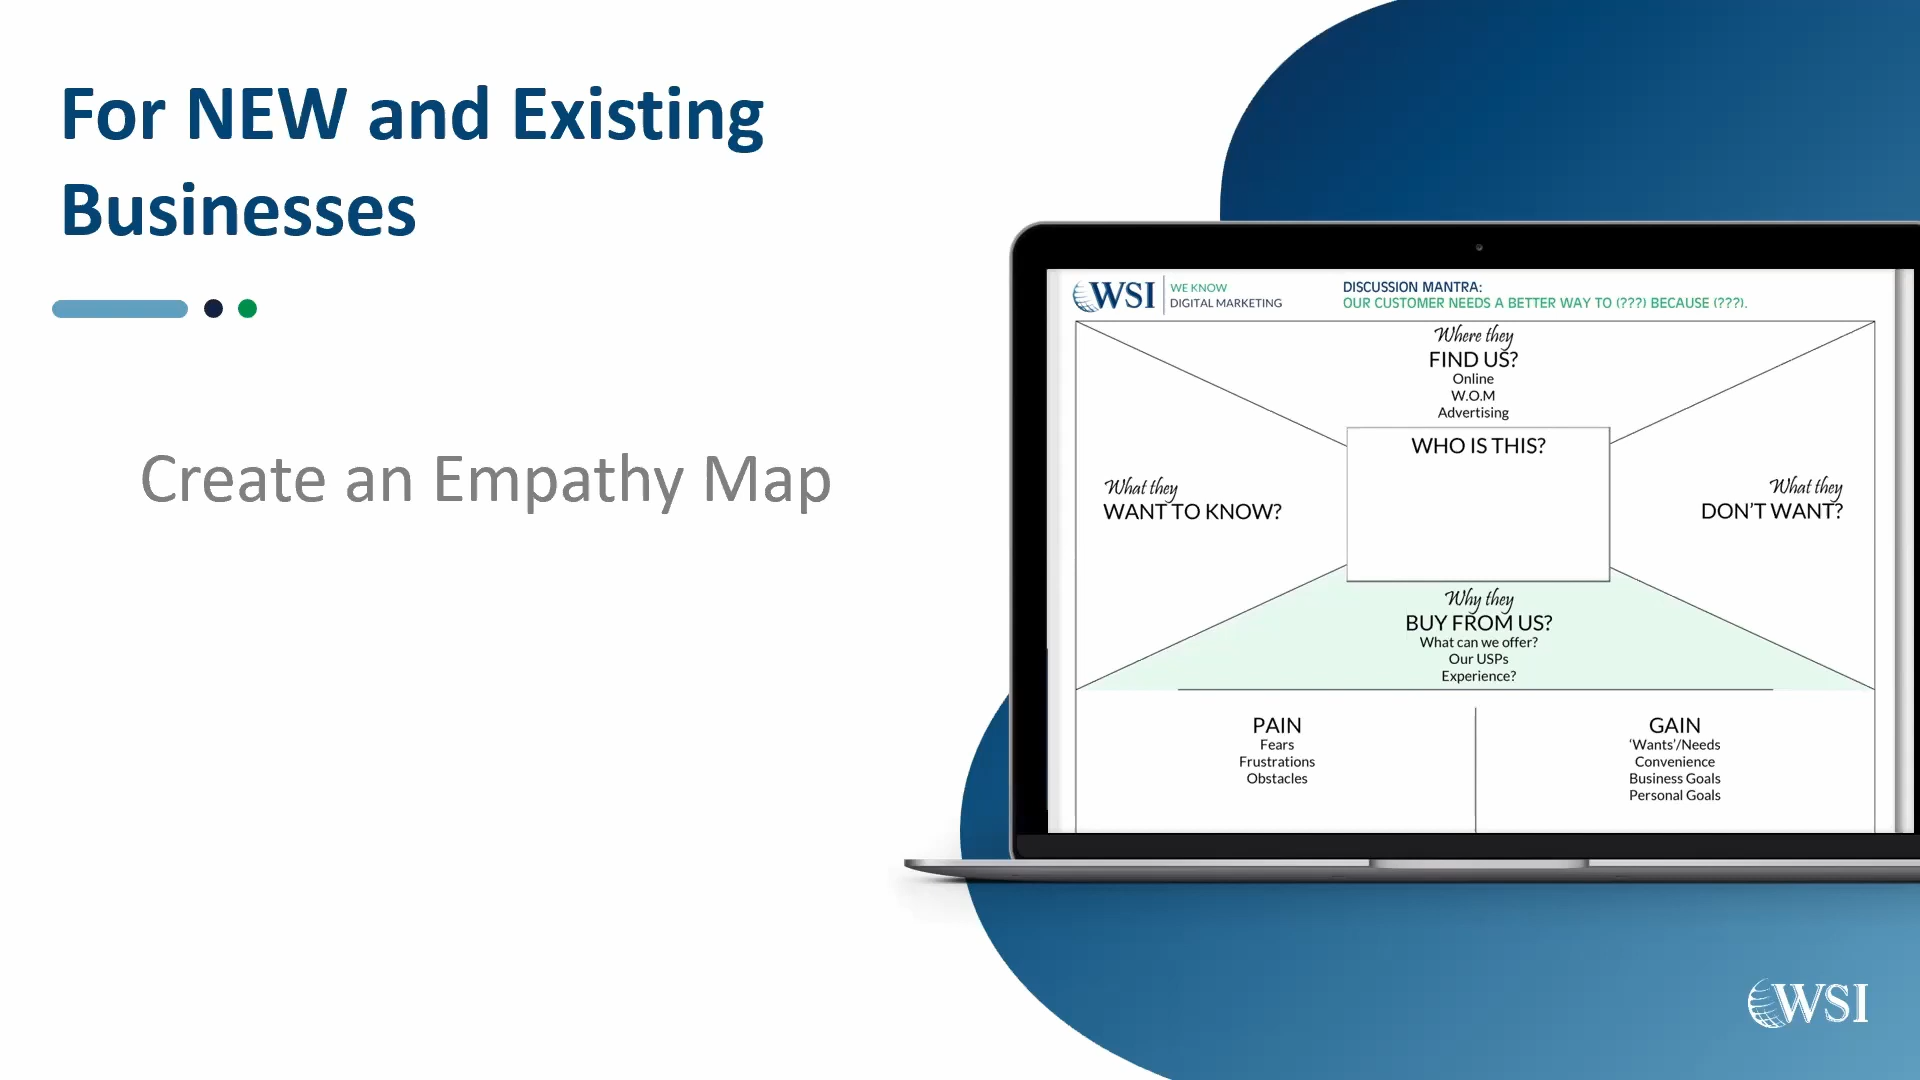 For NEW and Existing
Businesses
Create an Empathy Map
WSI
WE KNOW
DIGITAL MARKETING
DISCUSSION MANTRA:
OUR CUSTOMER NEEDS A BETTER WAY TO (???) BECAUSE (???).
Where they
FIND US?
Online
W.O.M
Advertising
WHO IS THIS?
What they
WANT TO KNOW?
What they
DON'T WANT?
Why they
BUY FROM US?
What can we offer?
Our USPs
Experience?
PAIN
Fears
Frustrations
Obstacles
GAIN
‘Wants’/Needs
Convenience
Business Goals
Personal Goals
WSI